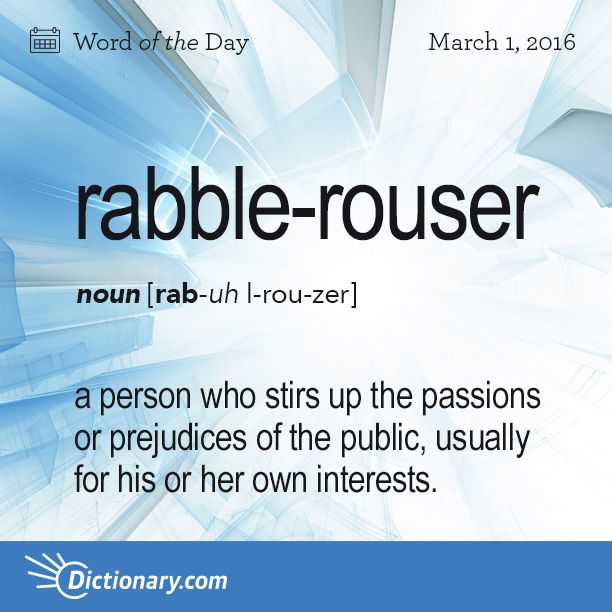 Word of the Day
March 1, 2016
rabble-rouser
noun [rab-uh l-rou-zer]
a person who stirs up the passions
or prejudices of the public, usually
for his or her own interests.
Dictionary.com